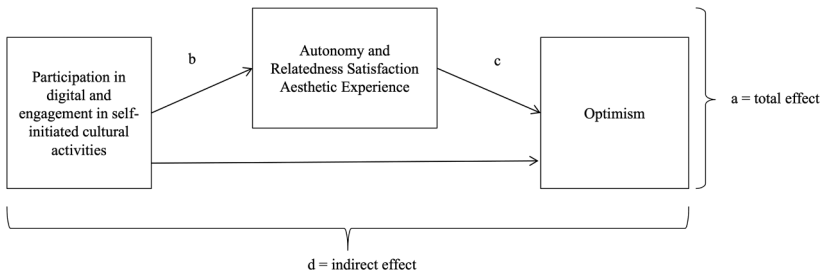 Participation in
digital and
engagement in self-
initiated cultural
activities
b
Autonomy and
Relatedness Satisfaction
Aesthetic Experience
c
Optimism
a = total effect
d = indirect effect